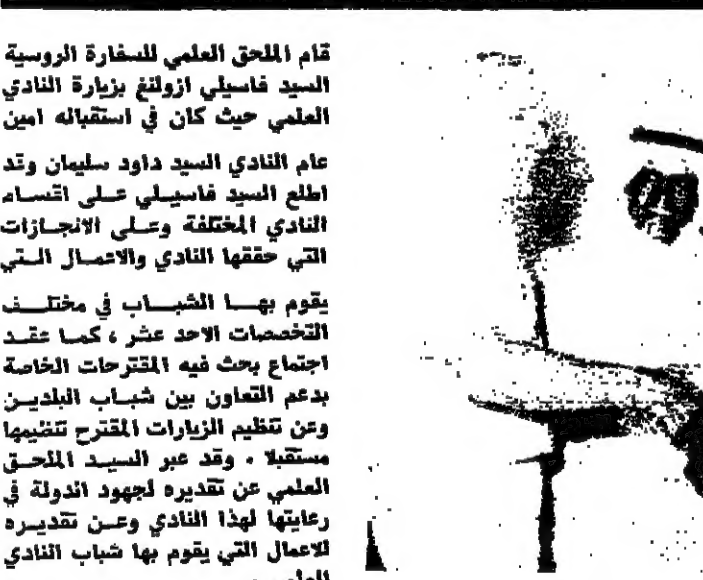 قام الملحق العلمي للسفارة الروسية
السيد فاسيلي ازولنغ بزيارة النادي
العلمي حيث كان في استقباله امين
عام النادي السيد داود سليمان وقد
اطلع السيد فاسيلي على اقسام
النادي المختلفة وعلى الانجازات
التي حققها النادي والاعمال التي
يقوم بها الشباب في مختلف
التخصصات الاحد عشر ، كما عقد
اجتماع بحث فيه المقترحات الخاصة
بدعم التعاون بين شباب البلدين
وعن تنظيم الزيارات المقترح تنضيمها
مستقبلا . وقد عبر السيد الملحق
العلمي عن تقديره لجهود الدولة في
رعايتها لهذا النادي وعن تقديره
للاعمال التي يقوم بها شباب النادي